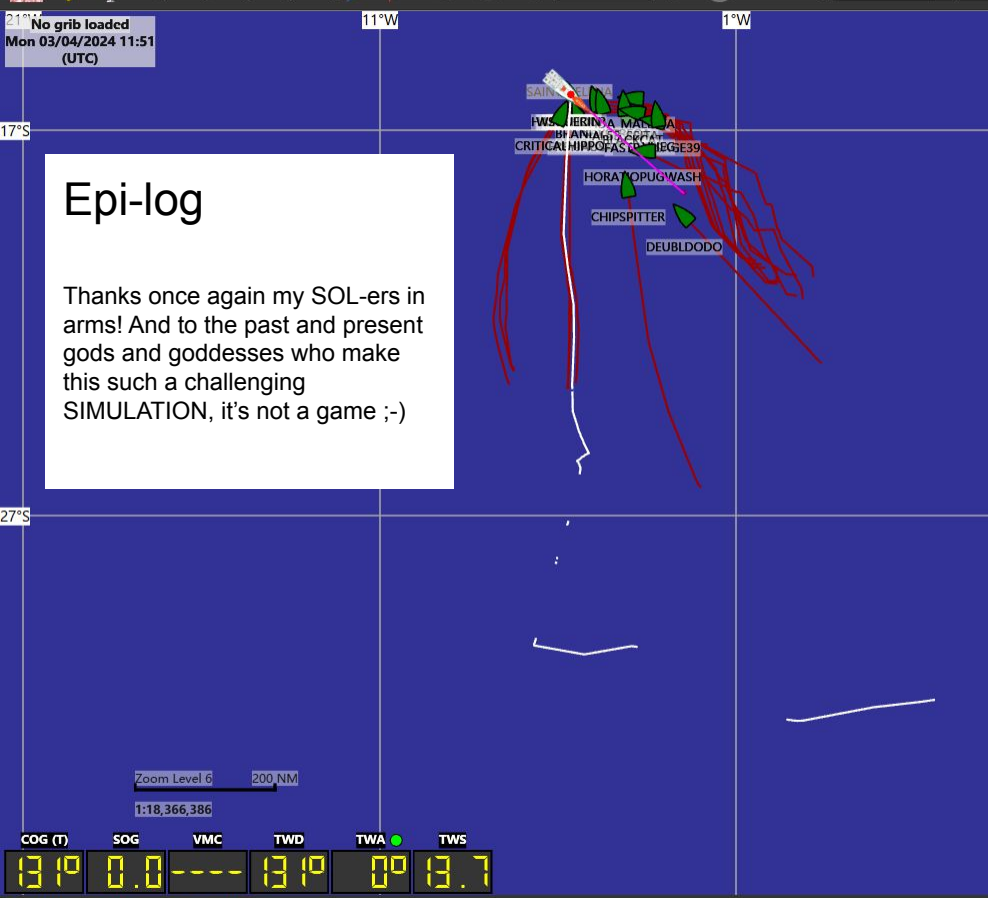 21°W
11°W
1°W
No grib loaded
Mon 03/04/2024 11:51
(UTC)
17°S
CRITICALHIPPO
HORATIOPUGWASH
CHIPSPITTER
DEUBLDODO
Epi-log
Thanks once again my SOL-ers in
arms! And to the past and present
gods and goddesses who make
this such a challenging
SIMULATION, it’s not a game ;-)
27°S
Zoom Level 6 200 NM
1:18,366,386
COG (T) SOG VMC TWD TWA TWS
131° 0.0 ---- 131° 0° 13.7